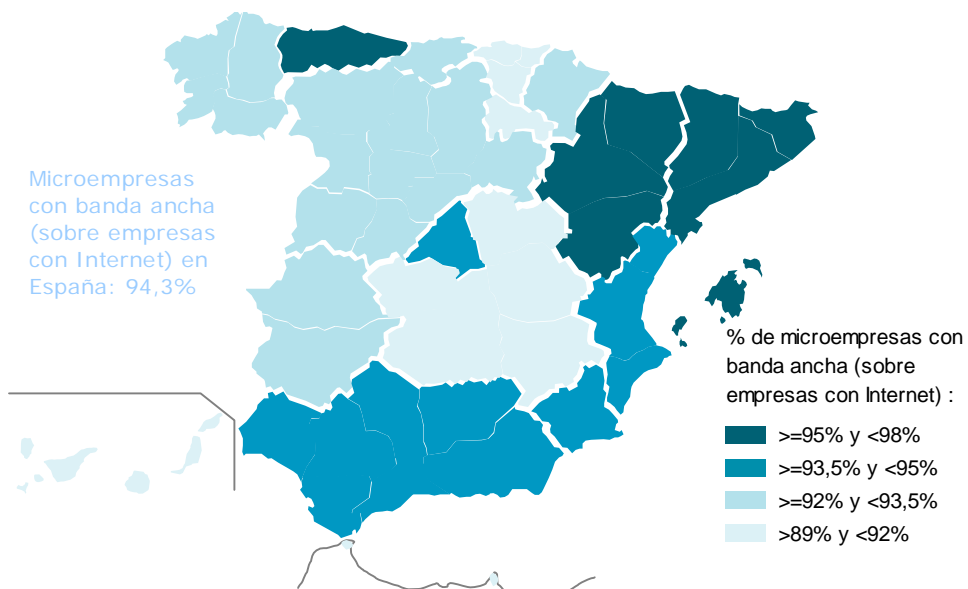 Microempresas
con banda ancha
(sobre empresas
con Internet) en
España: 94,3%
% de microempresas con
banda ancha (sobre
empresas con Internet) :
>=95% y <98%
>=93,5% y <95%
>=92% y <93,5%
>89% y <92%